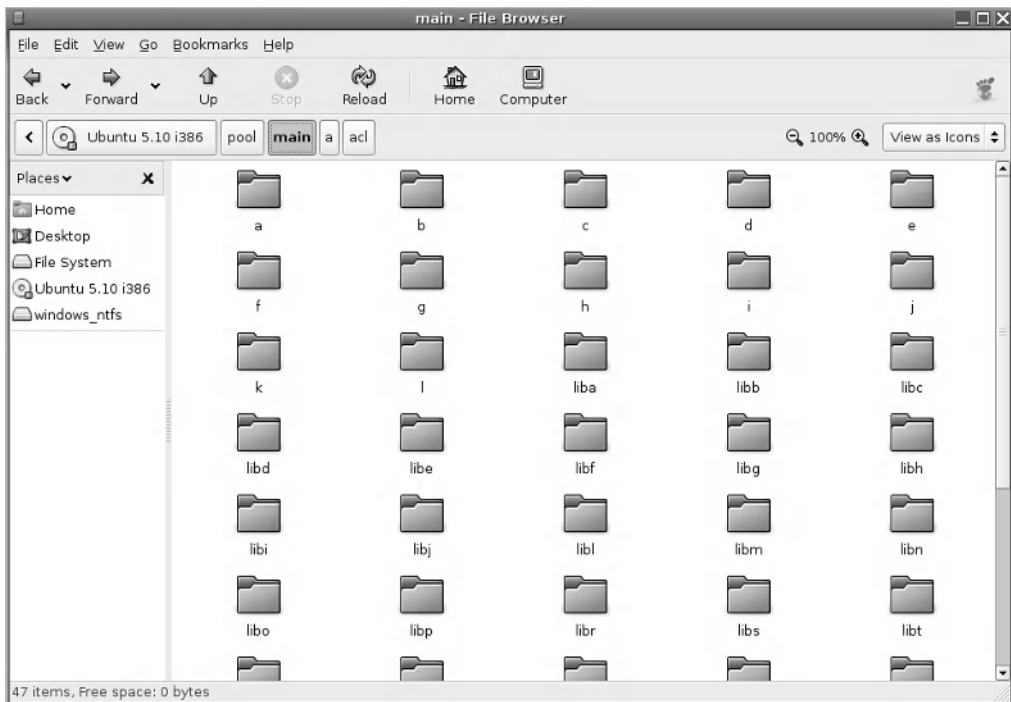 main - File Browser
File Edit View Go Bookmarks Help
Back Forward Up Stop Reload Home Computer
Ubuntu 5.10 i386 pool main a acl 100% View as Icons
Places
Home
Desktop
File System
Ubuntu 5.10 i386
windows_ntfs
a b c d e
f g h i j
k l liba libb libc
libd libe libf libg libh
libi libj libl libm libn
libo libp libr libs libt
47 items, Free space: 0 bytes